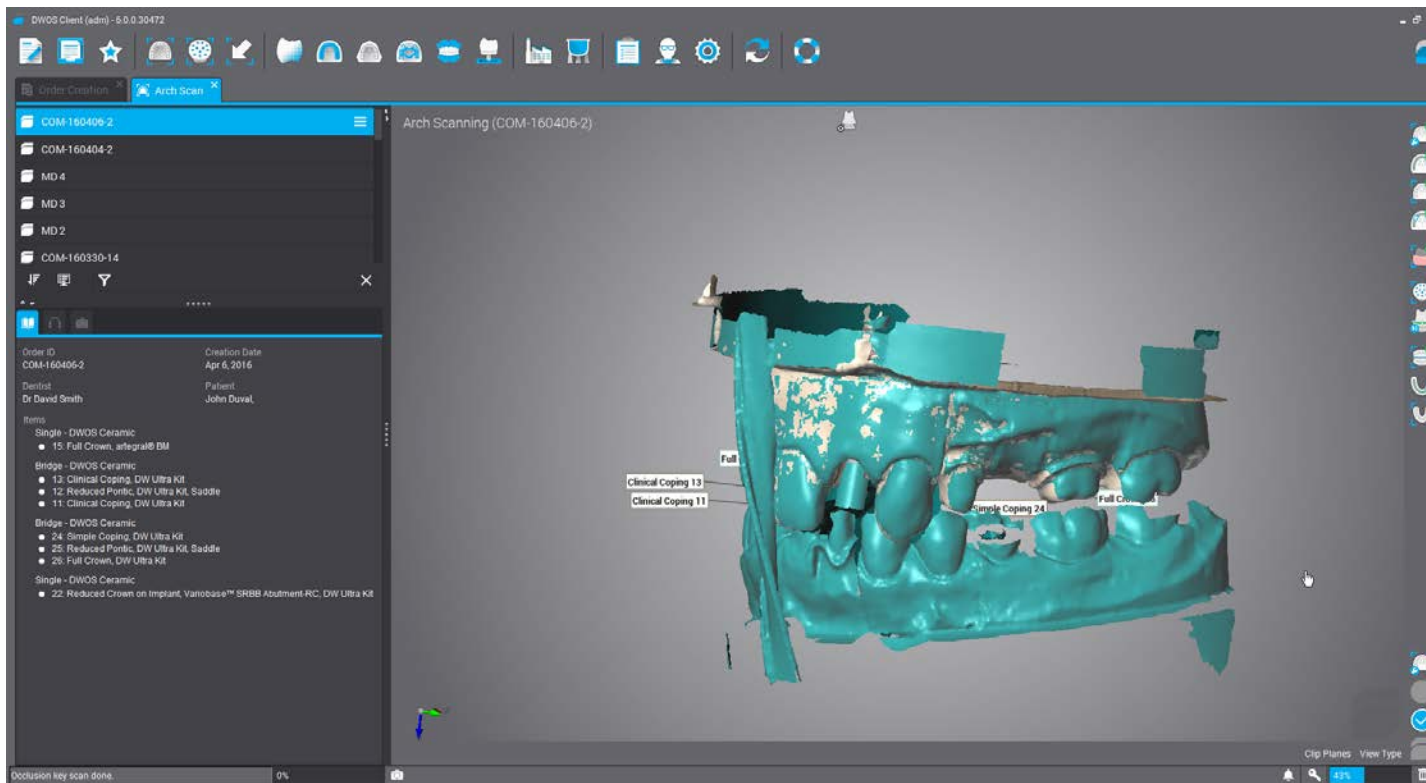 DWOS Client (adm) - 6.0.0.30472
Order Creation
Arch Scan
COM-160406-2
COM-160404-2
MD 4
MD 3
MD 2
COM-160330-14
Order ID
Creation Date
COM-160406-2
Apr 6, 2016
Dentist
Patient
Dr David Smith
John Duval,
Items
Single - DWOS Ceramic
15: Full Crown, artegral® BM
Bridge - DWOS Ceramic
13: Clinical Coping, DW Ultra Kit
12: Reduced Pontic, DW Ultra Kit, Saddle
11: Clinical Coping, DW Ultra Kit
Bridge - DWOS Ceramic
24: Simple Coping, DW Ultra Kit
25: Reduced Pontic, DW Ultra Kit, Saddle
26: Full Crown, DW Ultra Kit
Single - DWOS Ceramic
22: Reduced Crown on Implant, Variobase™ SRBB Abutment-RC, DW Ultra Kit
Arch Scanning (COM-160406-2)
Full
Clinical Coping 13
Clinical Coping 11
Simple Coping 24
Clip Planes View Type
Occlusion key scan done.
0%
43%